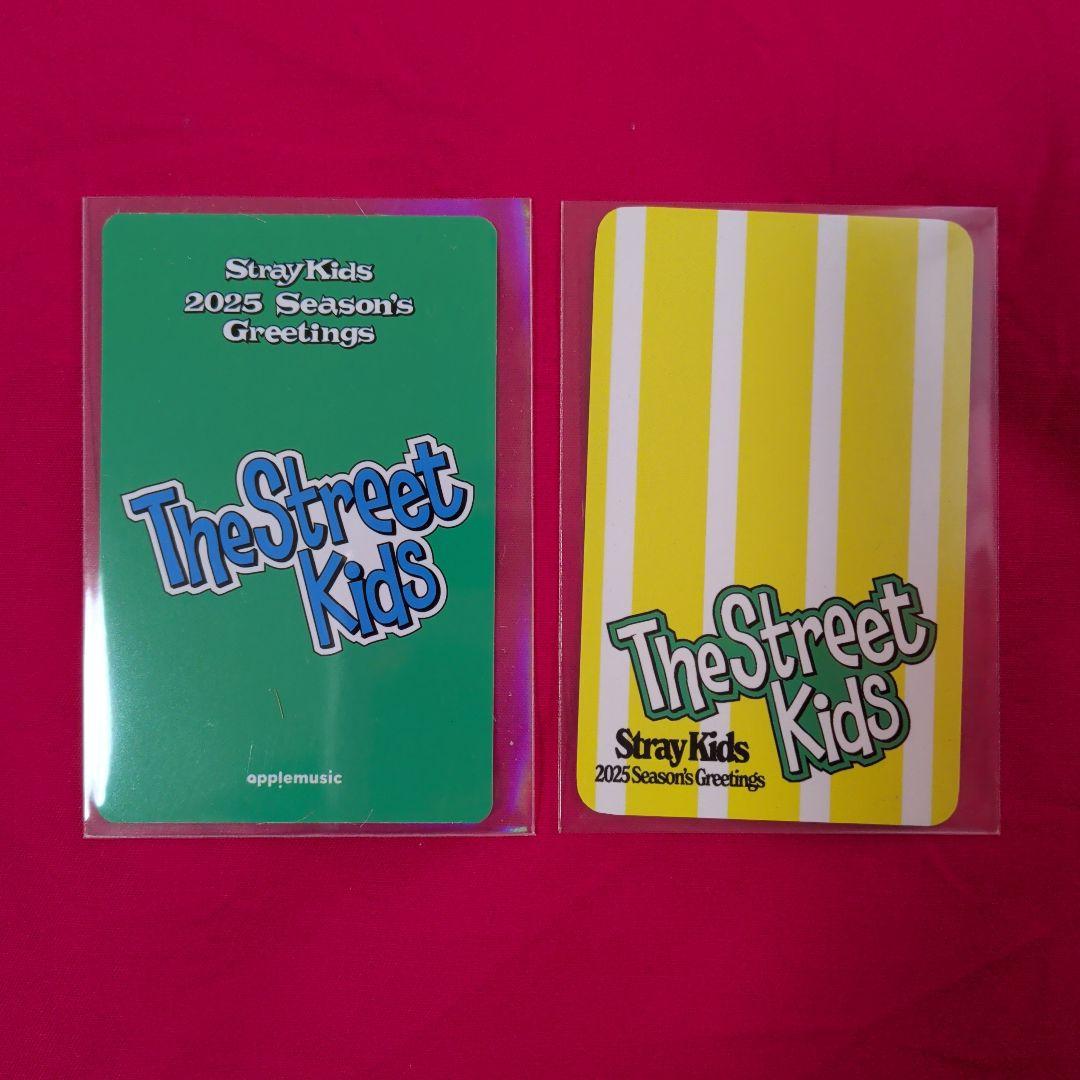 Stray Kids
2025 Season's
Greetings
The Street
Kids
applemusic
The Street
Kids
Stray Kids
2025 Season's Greetings